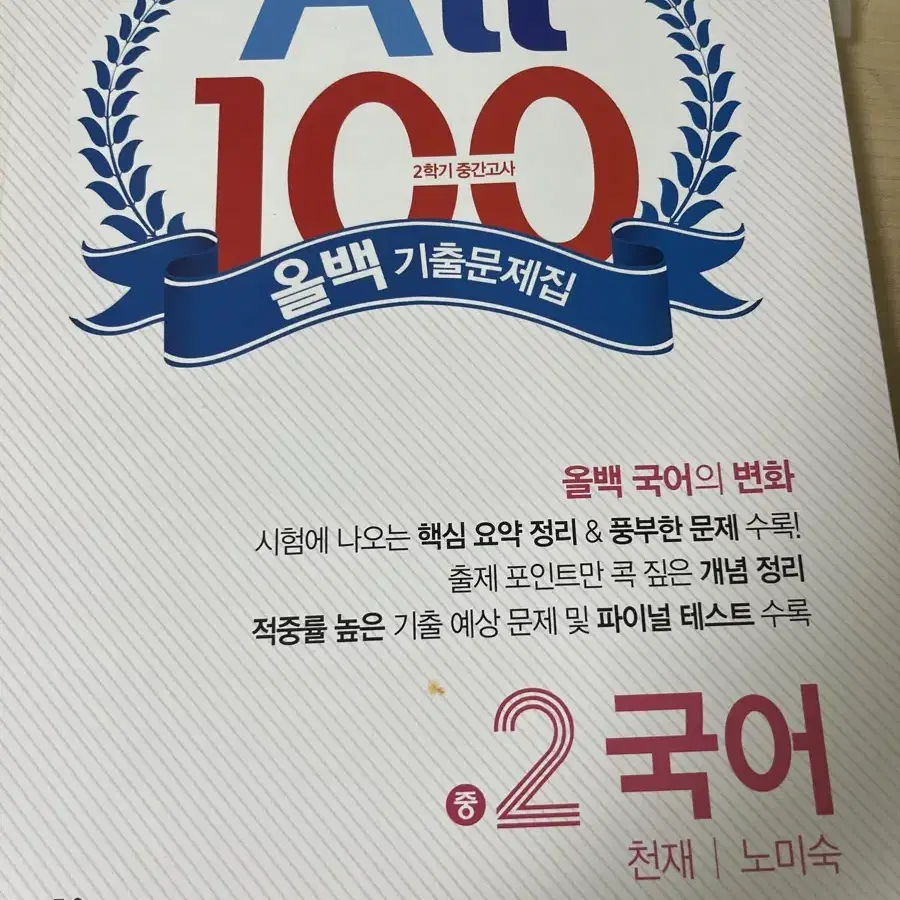 All
100
2학기 중간고사
올백 기출문제집
올백 국어의 변화
시험에 나오는 핵심 요약 정리 & 풍부한 문제 수록!
출제 포인트만 콕 짚은 개념 정리
적중률 높은 기출 예상 문제 및 파이널 테스트 수록
중 2 국어
천재 | 노미숙